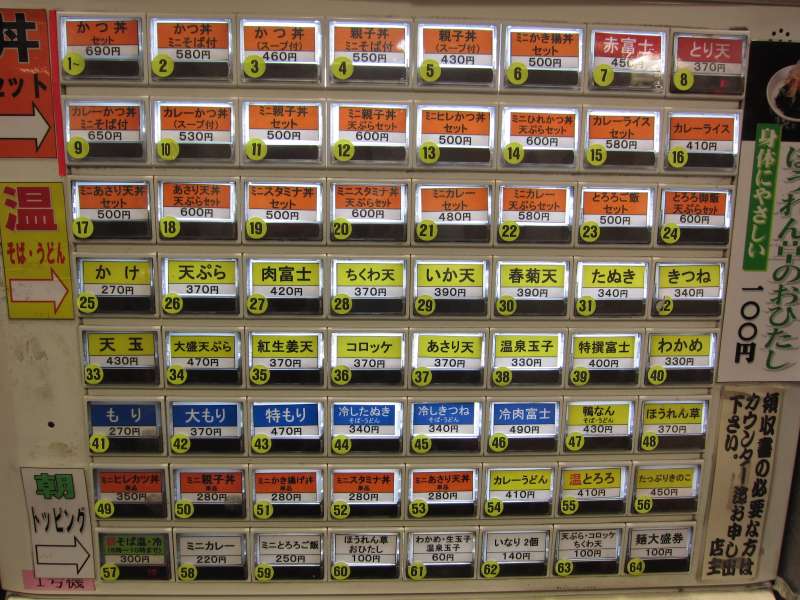 丼
セット
かつ丼
セット
690円
1~
かつ丼
ミニそば付
580円
2
かつ丼
(スープ付)
460円
3
親子丼
ミニそば付
550円
4
親子丼
(スープ付)
430円
5
ミニかき揚丼
セット
500円
6
赤富士
450円
7
とり天
370円
8
カレーかつ丼
ミニそば付
650円
9
カレーかつ丼
(スープ付)
530円
10
ミニ親子丼
セット
500円
11
ミニ親子丼
天ぷらセット
600円
12
ミニヒレかつ丼
セット
500円
13
ミニひれかつ丼
天ぷらセット
600円
14
カレーライス
セット
580円
15
カレーライス
410円
16
ミニあさり天丼
セット
500円
17
あさり天丼
天ぷらセット
600円
18
ミニスタミナ丼
セット
500円
19
ミニスタミナ丼
天ぷらセット
600円
20
ミニカレー
セット
480円
21
ミニカレー
天ぷらセット
580円
22
とろろご飯
セット
500円
23
とろろ御飯
天ぷらセット
600円
24
温
そば・うどん
かけ
270円
25
天ぷら
370円
26
肉富士
420円
27
ちくわ天
370円
28
いか天
390円
29
春菊天
390円
30
たぬき
340円
31
きつね
340円
32
天玉
430円
33
大盛天ぷら
470円
34
紅生姜天
370円
35
コロッケ
370円
36
あさり天
370円
37
温泉玉子
330円
38
特撰富士
400円
39
わかめ
330円
40
もり
270円
41
大もり
370円
42
特もり
470円
43
冷したぬき
そば・うどん
340円
44
冷しきつね
そば・うどん
340円
45
冷肉富士
490円
46
鴨なん
そば・うどん
430円
47
ほうれん草
370円
48
ミニヒレカツ丼
単品
350円
49
ミニ親子丼
単品
280円
50
ミニかき揚げ丼
単品
280円
51
ミニスタミナ丼
単品
280円
52
ミニあさり天丼
単品
280円
53
カレーうどん
410円
54
温とろろ
410円
55
たっぷりきのこ
450円
56
朝
トッピング
朝そば温・冷
300円
57
ミニカレー
220円
58
ミニとろろご飯
250円
59
ほうれん草
おひたし
100円
60
わかめ・生玉子
温泉玉子
60円
61
いなり2個
140円
62
天ぷら・コロッケ
ちくわ天
100円
63
麺大盛券
100円
64
1号機
身体にやさしい
ほうれん草のおひたし
一〇〇円
領収書の必要な方は
カウンター迄お申し出
下さい。
店主